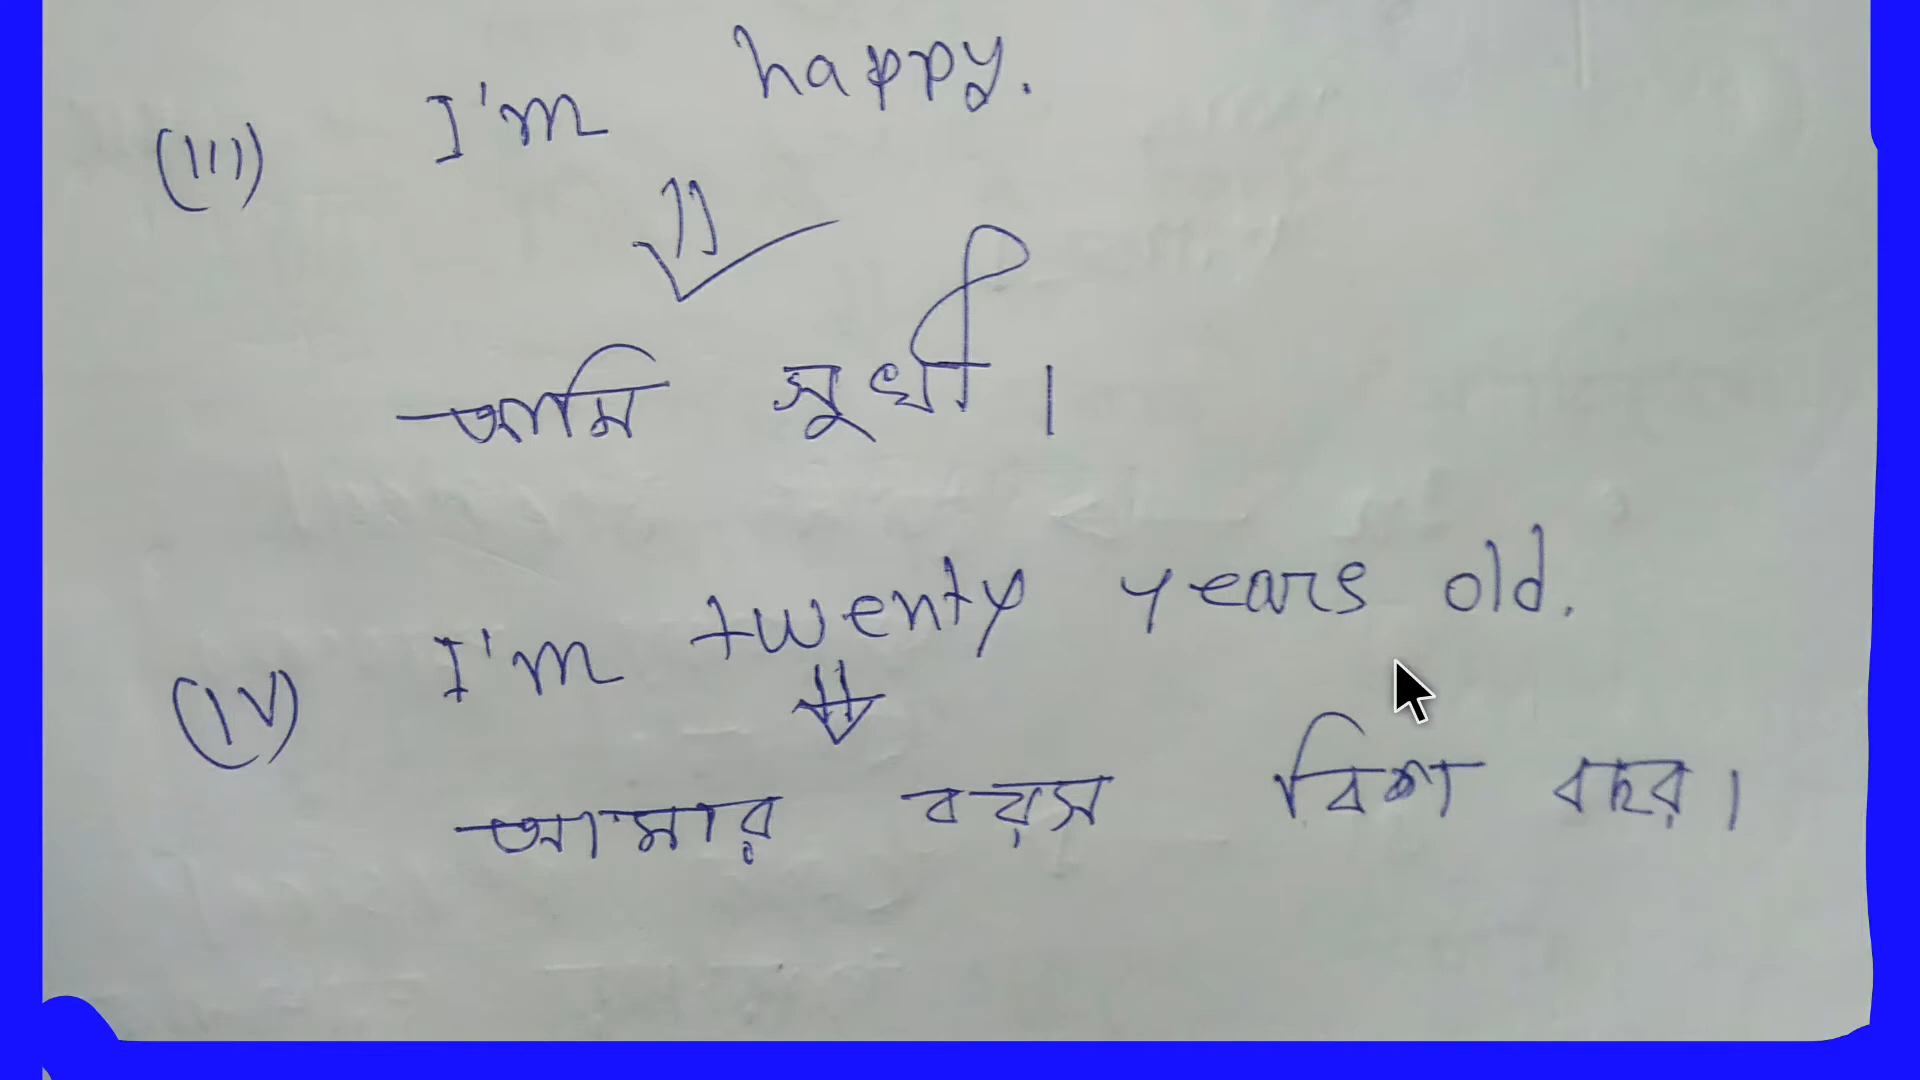 (III) I'm happy.
আমি সুখী।
(IV) I'm twenty years old.
আমার বয়স বিশ বছর।